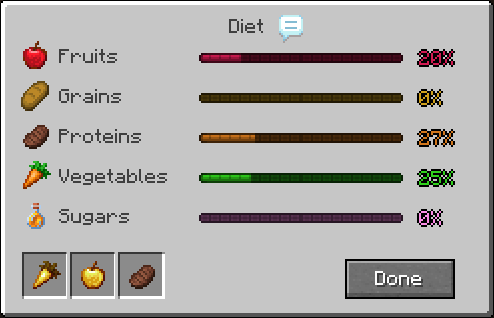 Diet
Fruits 20%
Grains 0%
Proteins 27%
Vegetables 25%
Sugars 0%
Done